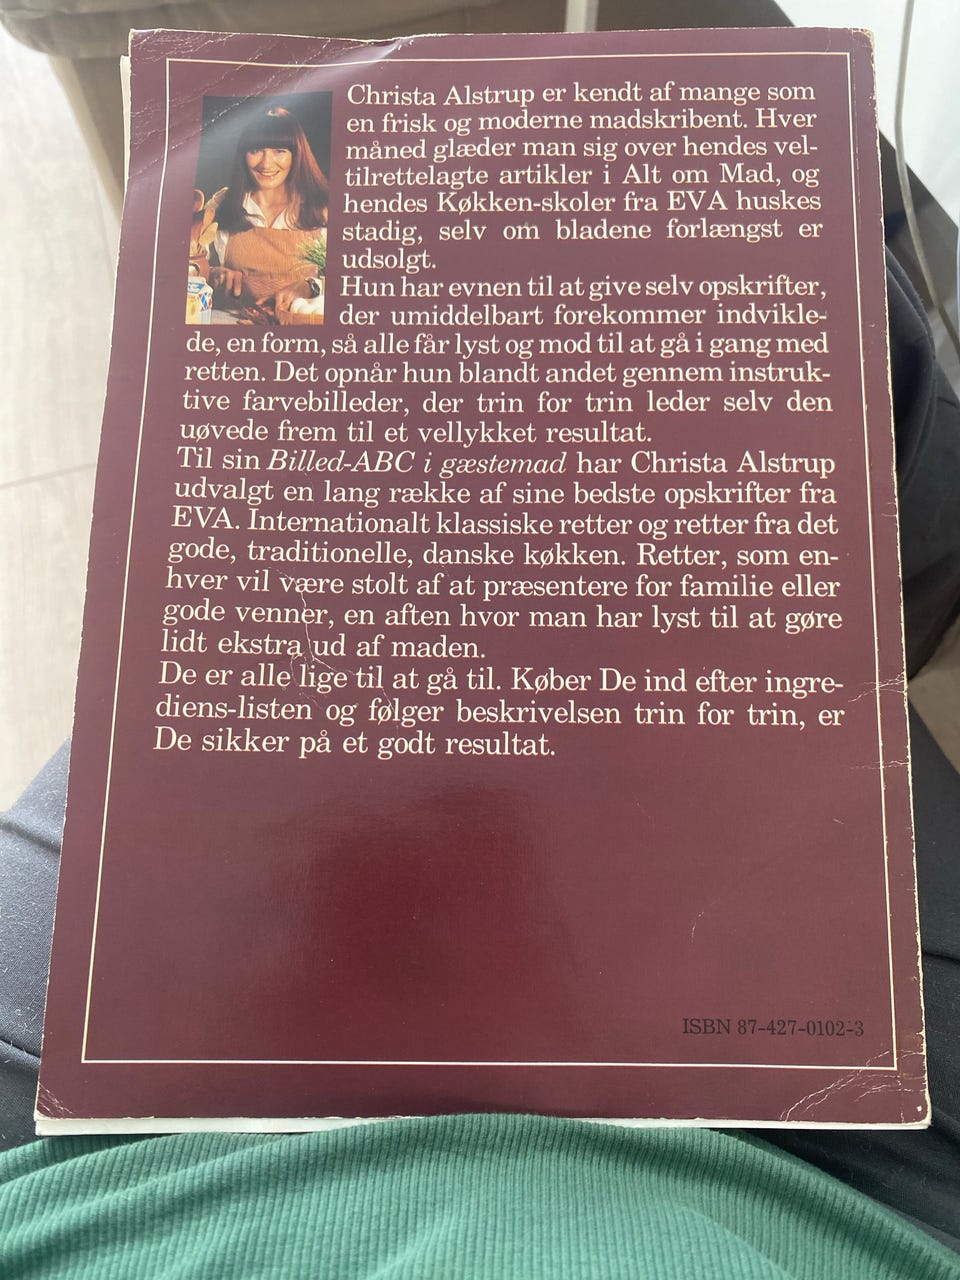 Christa Alstrup er kendt af mange som
en frisk og moderne madskribent. Hver
måned glæder man sig over hendes vel-
tilrettelagte artikler i Alt om Mad, og
hendes Køkken-skoler fra EVA huskes
stadig, selv om bladene forlængst er
udsolgt.
Hun har evnen til at give selv opskrifter,
der umiddelbart forekommer indvikle-
de, en form, så alle får lyst og mod til at gå i gang med
retten. Det opnår hun blandt andet gennem instruk-
tive farvebilleder, der trin for trin leder selv den
uøvede frem til et vellykket resultat.
Til sin Billed-ABC i gæstemad har Christa Alstrup
udvalgt en lang række af sine bedste opskrifter fra
EVA. Internationalt klassiske retter og retter fra det
gode, traditionelle, danske køkken. Retter, som en-
hver vil være stolt af at præsentere for familie eller
gode venner, en aften hvor man har lyst til at gøre
lidt ekstra ud af maden.
De er alle lige til at gå til. Køber De ind efter ingre-
diens-listen og følger beskrivelsen trin for trin, er
De sikker på et godt resultat.
ISBN 87-427-0102-3